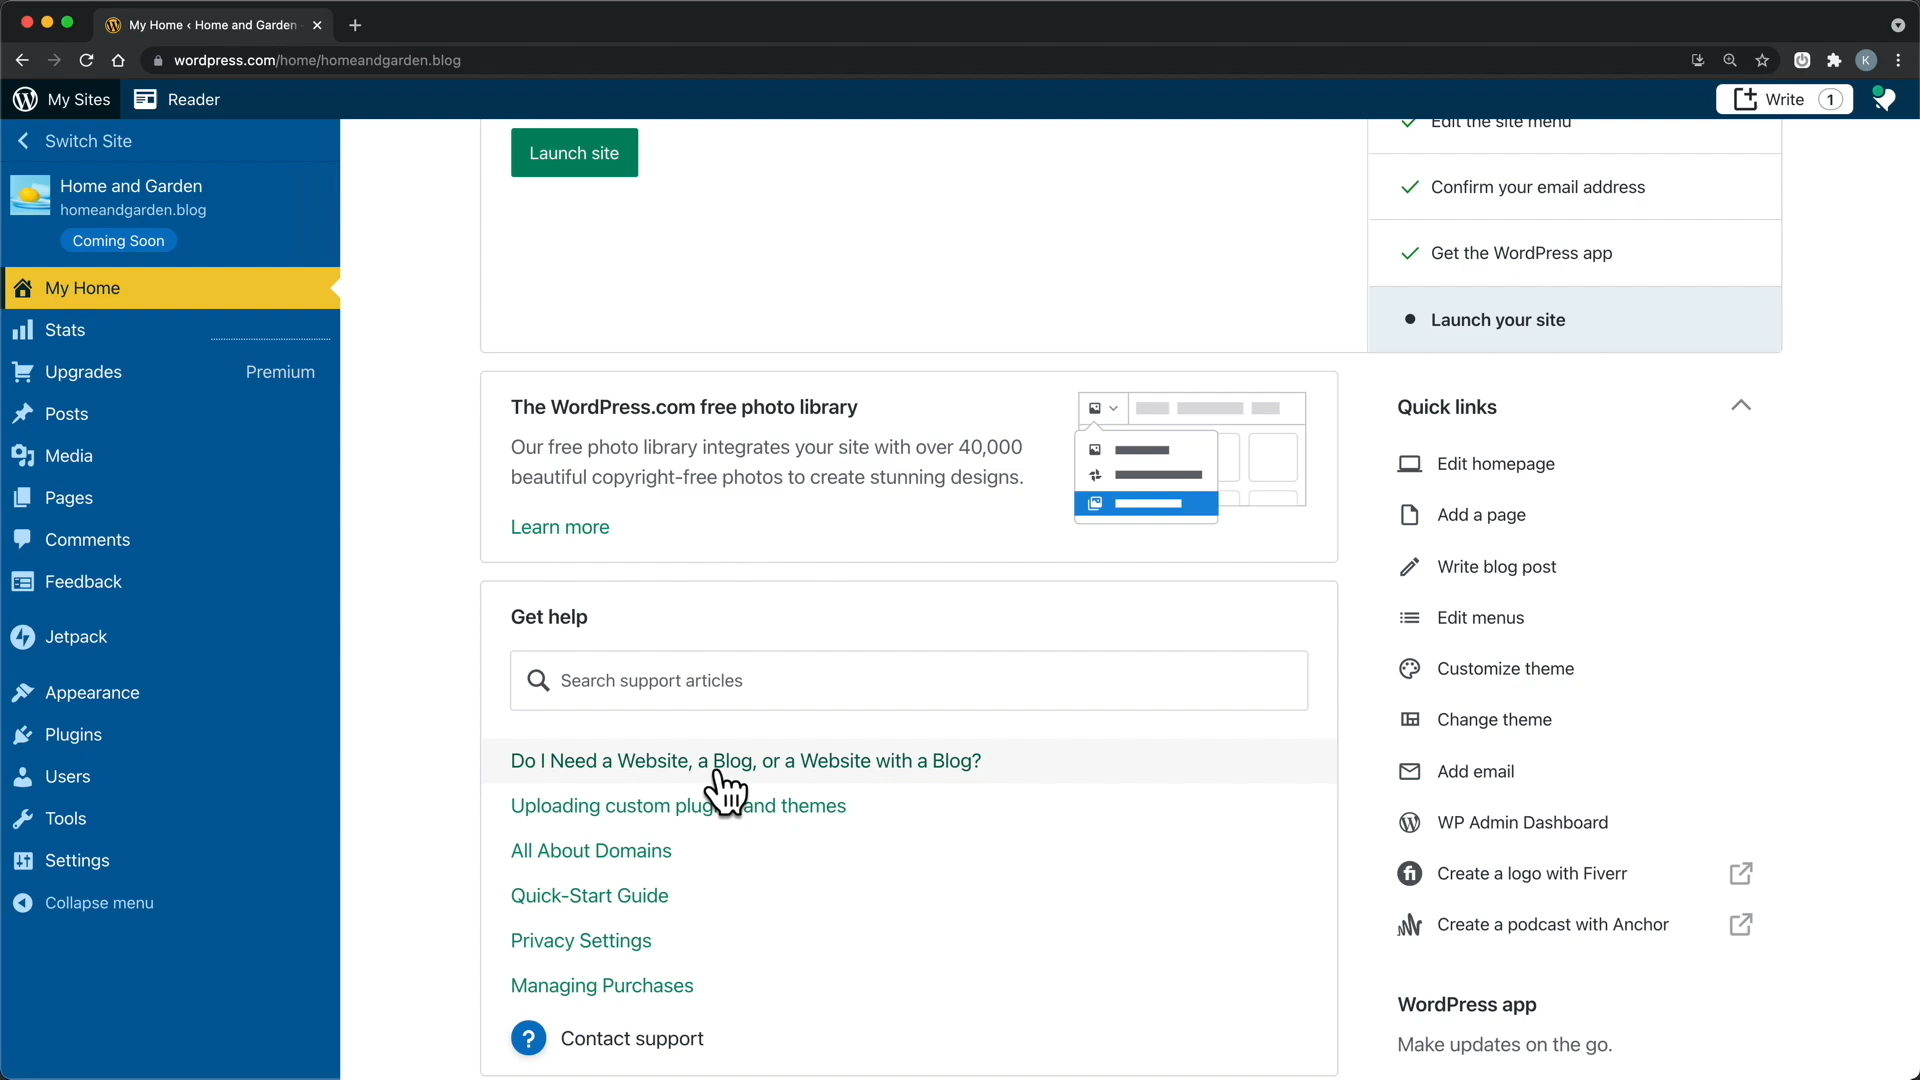 My Home ‹ Home and Garden
wordpress.com/home/homeandgarden.blog
K
My Sites
Reader
Write 1
Switch Site
Home and Garden
homeandgarden.blog
Coming Soon
My Home
Stats
Upgrades Premium
Posts
Media
Pages
Comments
Feedback
Jetpack
Appearance
Plugins
Users
Tools
Settings
Collapse menu
Launch site
Edit the site menu
Confirm your email address
Get the WordPress app
Launch your site
The WordPress.com free photo library
Our free photo library integrates your site with over 40,000
beautiful copyright-free photos to create stunning designs.
Learn more
Get help
Search support articles
Do I Need a Website, a Blog, or a Website with a Blog?
Uploading custom plug and themes
All About Domains
Quick-Start Guide
Privacy Settings
Managing Purchases
? Contact support
Quick links
Edit homepage
Add a page
Write blog post
Edit menus
Customize theme
Change theme
Add email
WP Admin Dashboard
fi Create a logo with Fiverr
Create a podcast with Anchor
WordPress app
Make updates on the go.